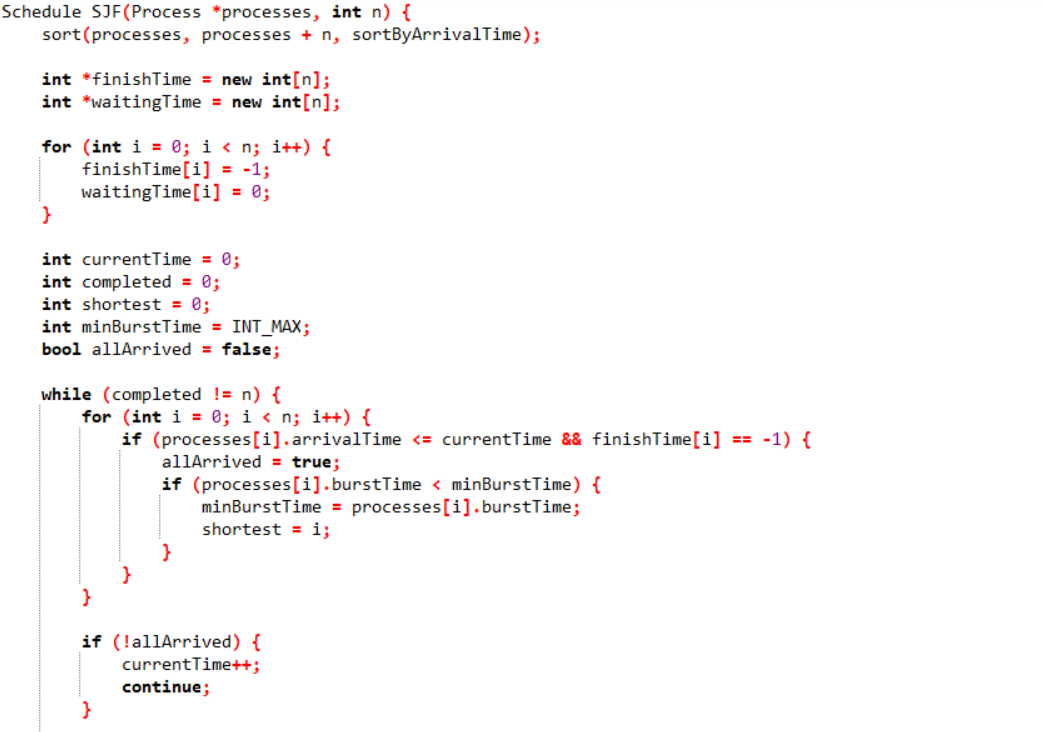 Schedule SJF(Process *processes, int n) {
    sort(processes, processes + n, sortByArrivalTime);

    int *finishTime = new int[n];
    int *waitingTime = new int[n];

    for (int i = 0; i < n; i++) {
        finishTime[i] = -1;
        waitingTime[i] = 0;
    }

    int currentTime = 0;
    int completed = 0;
    int shortest = 0;
    int minBurstTime = INT_MAX;
    bool allArrived = false;

    while (completed != n) {
        for (int i = 0; i < n; i++) {
            if (processes[i].arrivalTime <= currentTime && finishTime[i] == -1) {
                allArrived = true;
                if (processes[i].burstTime < minBurstTime) {
                    minBurstTime = processes[i].burstTime;
                    shortest = i;
                }
            }
        }

        if (!allArrived) {
            currentTime++;
            continue;
        }